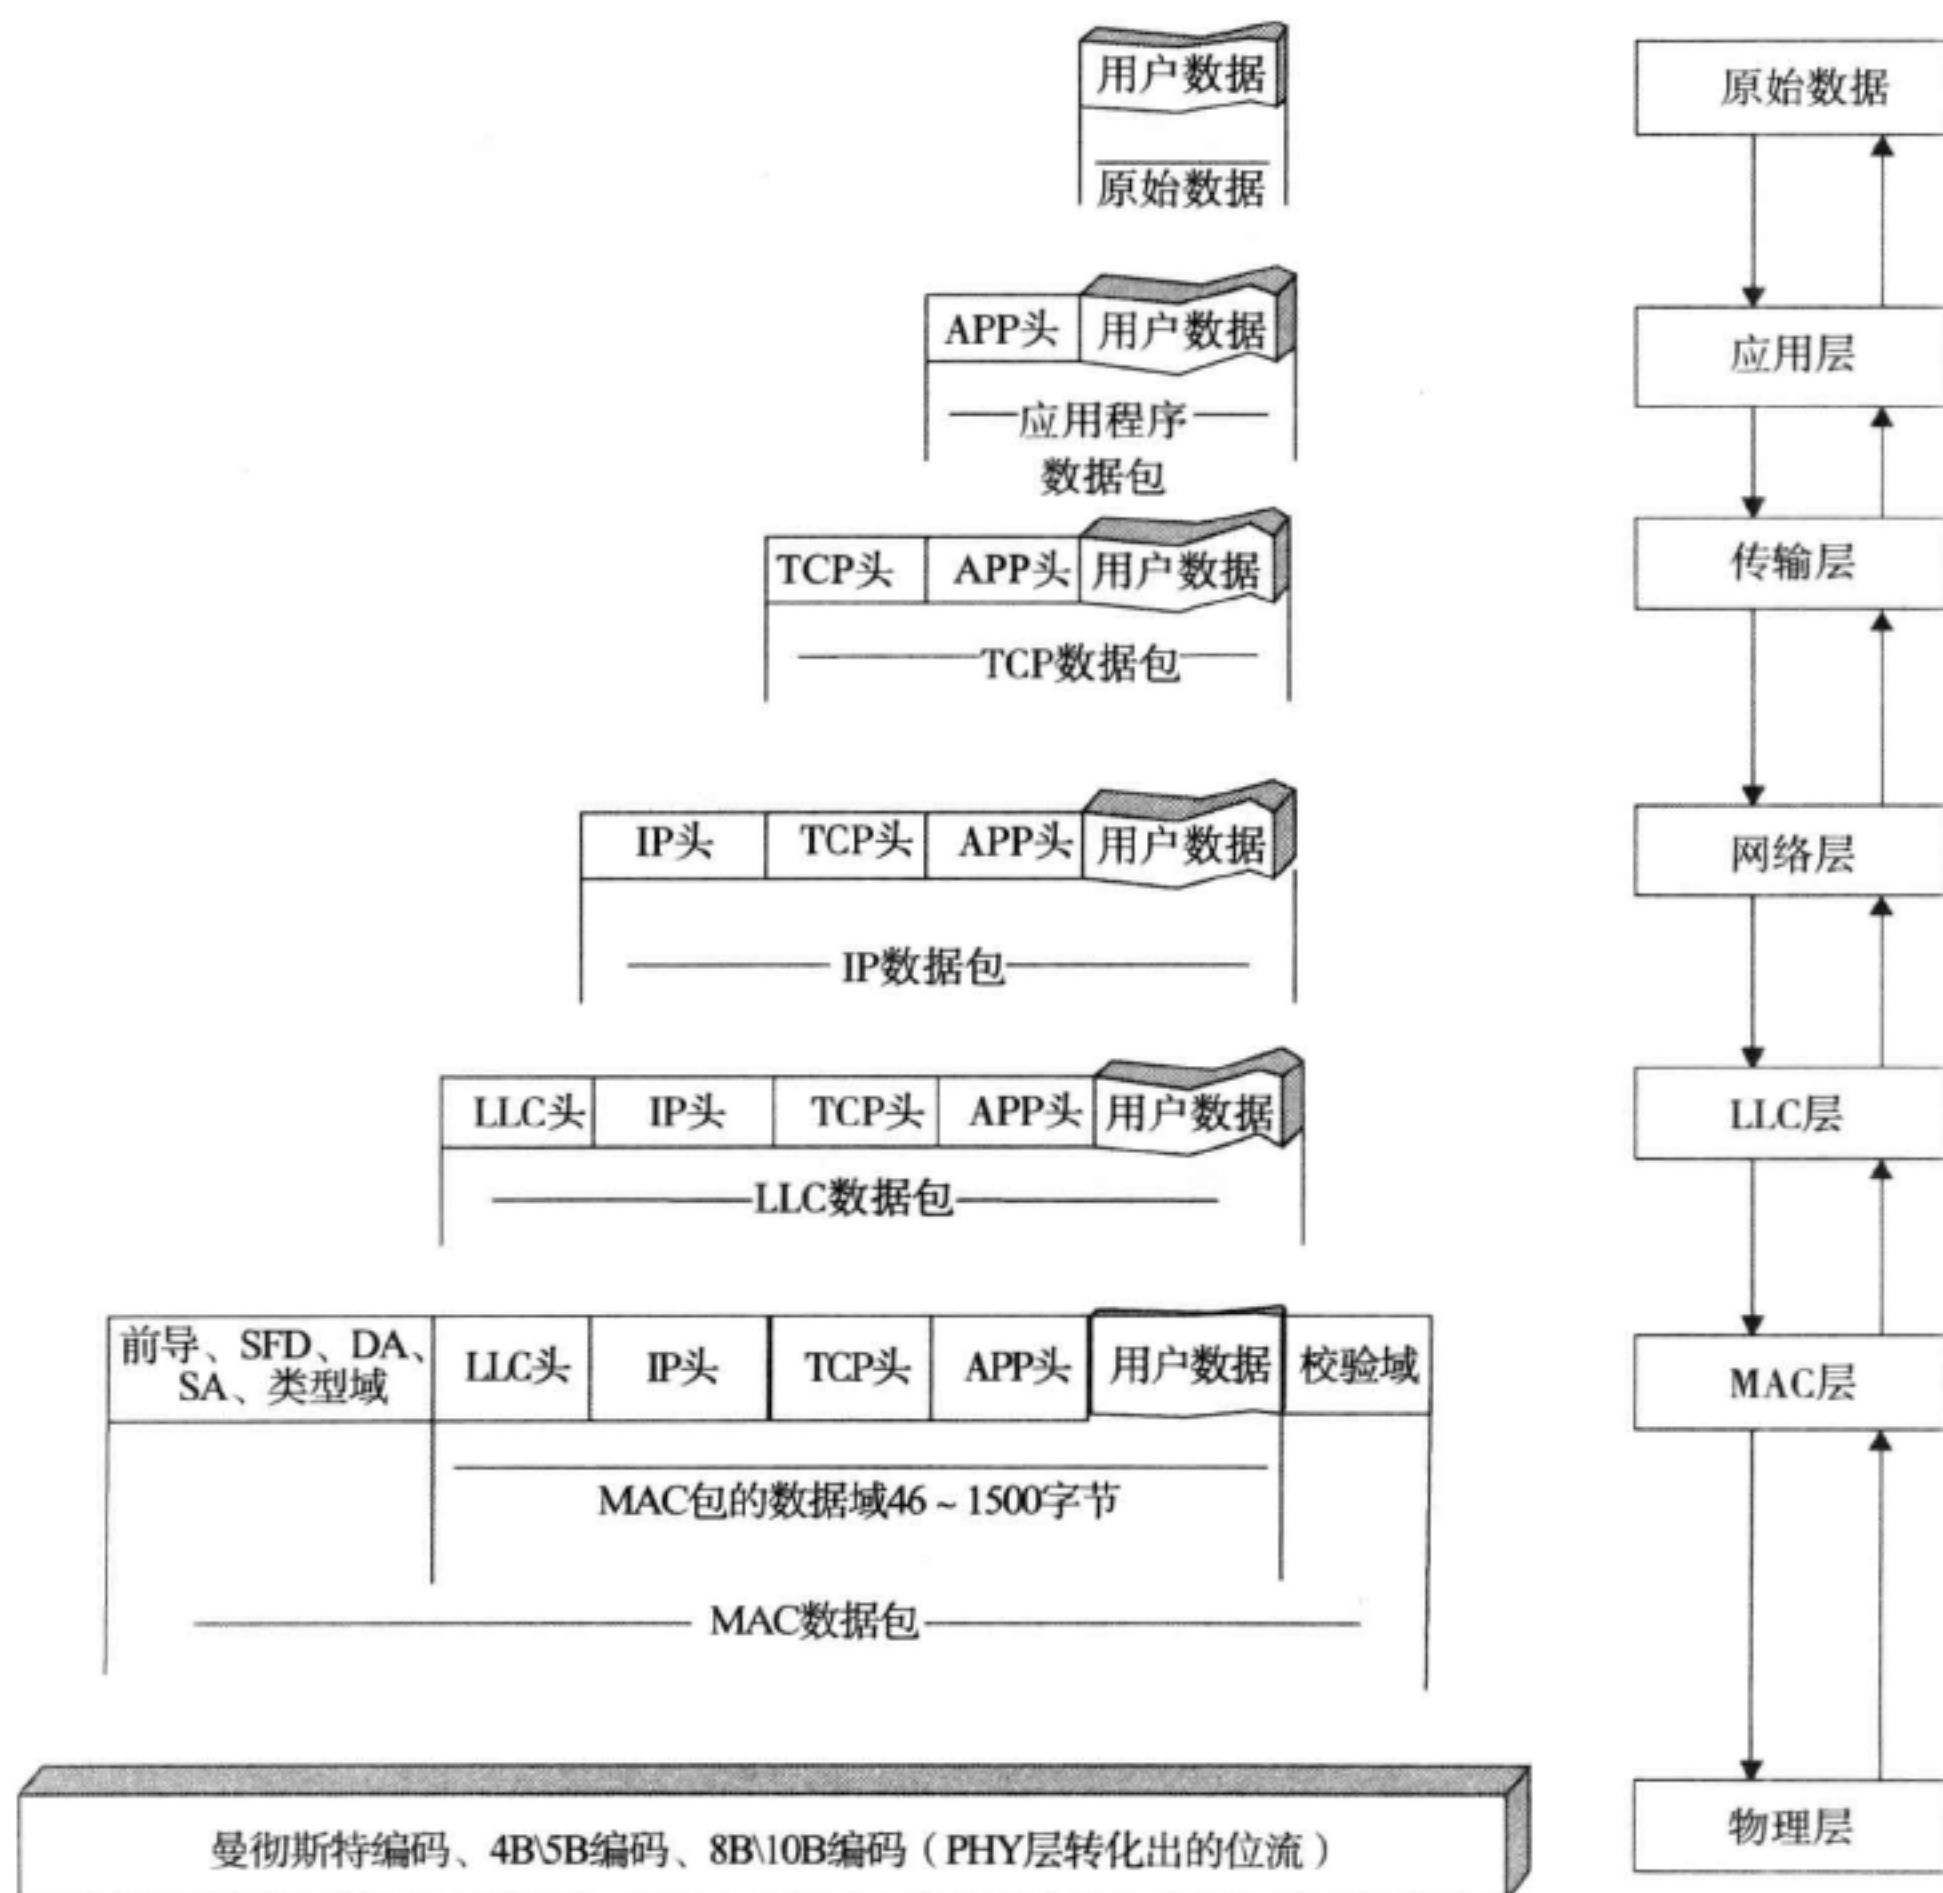 用户数据
原始数据
原始数据
APP头 用户数据
应用程序
数据包
应用层
TCP头 APP头 用户数据
TCP数据包
传输层
IP头 TCP头 APP头 用户数据
IP数据包
网络层
LLC头 IP头 TCP头 APP头 用户数据
LLC数据包
LLC层
前导、SFD、DA、
SA、类型域
LLC头 IP头 TCP头 APP头 用户数据 校验域
MAC包的数据域46~1500字节
MAC数据包
MAC层
曼彻斯特编码、4B\5B编码、8B\10B编码(PHY层转化出的位流)
物理层